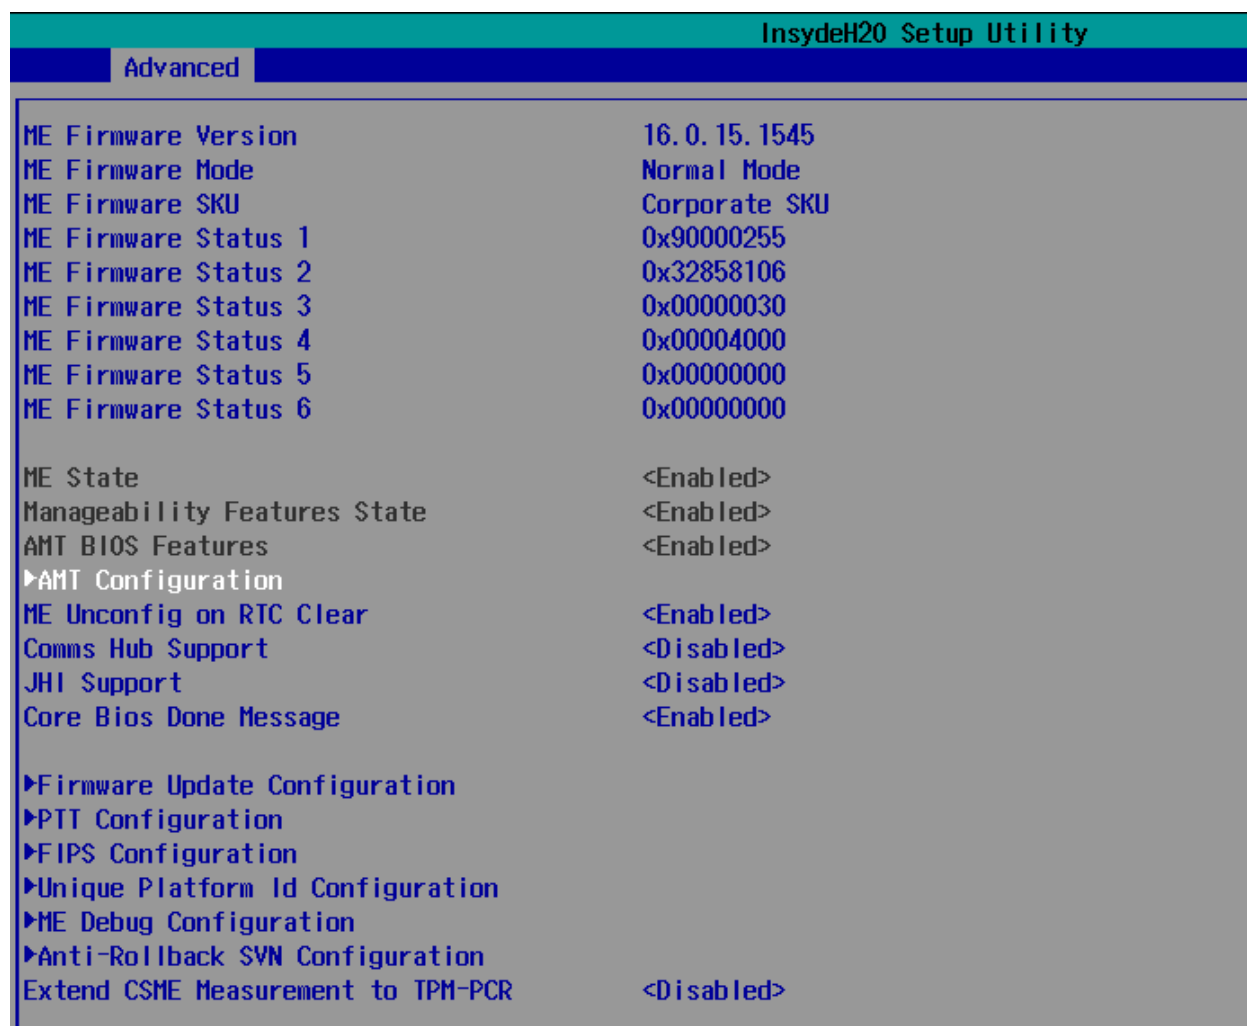 InsydeH20 Setup Utility
Advanced
ME Firmware Version 16.0.15.1545
ME Firmware Mode Normal Mode
ME Firmware SKU Corporate SKU
ME Firmware Status 1 0x90000255
ME Firmware Status 2 0x32858106
ME Firmware Status 3 0x00000030
ME Firmware Status 4 0x00004000
ME Firmware Status 5 0x00000000
ME Firmware Status 6 0x00000000
ME State <Enabled>
Manageability Features State <Enabled>
AMT BIOS Features <Enabled>
▶AMT Configuration
ME Unconfig on RTC Clear <Enabled>
Comms Hub Support <Disabled>
JHI Support <Disabled>
Core Bios Done Message <Enabled>
▶Firmware Update Configuration
▶PTT Configuration
▶FIPS Configuration
▶Unique Platform Id Configuration
▶ME Debug Configuration
▶Anti-Rollback SVN Configuration
Extend CSME Measurement to TPM-PCR <Disabled>